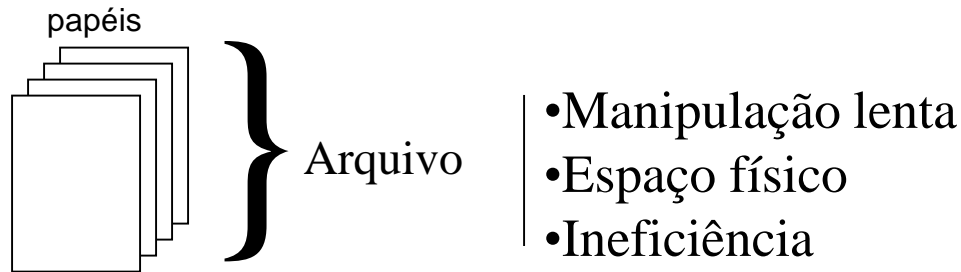 papéis
Arquivo
•Manipulação lenta
•Espaço físico
•Ineficiência